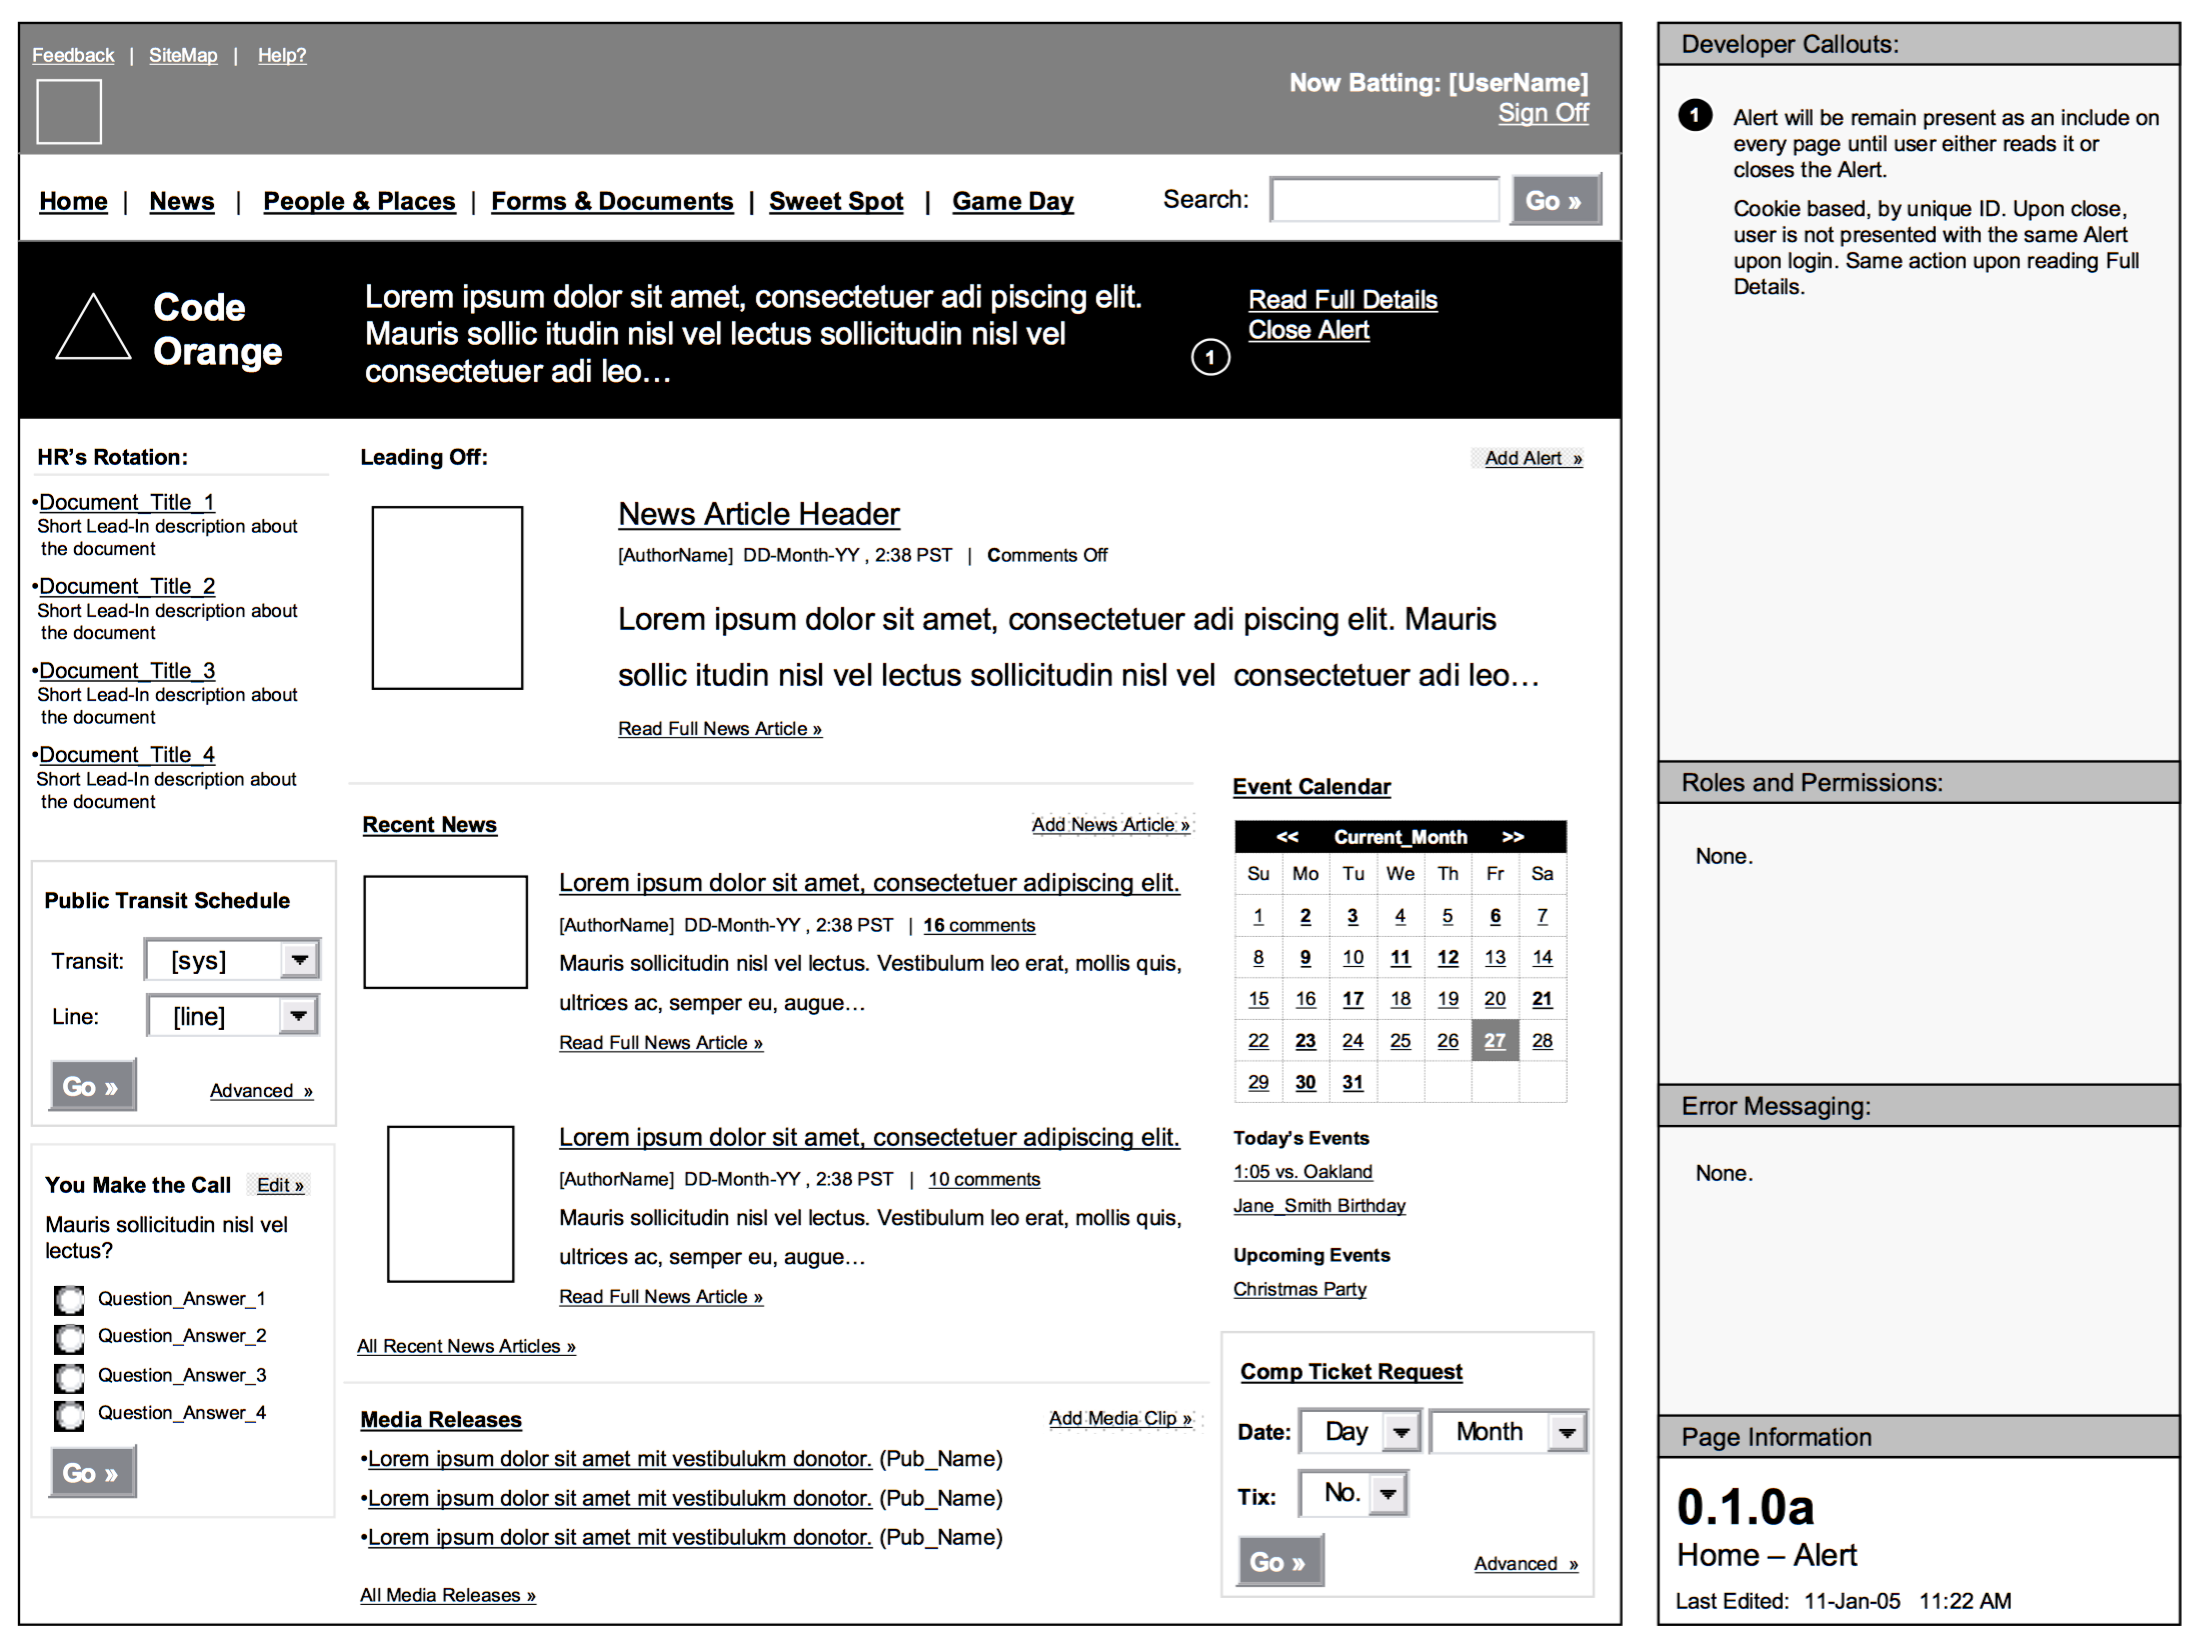 Feedback | SiteMap | Help?
Now Batting: [UserName]
Sign Off
Home | News | People & Places | Forms & Documents | Sweet Spot | Game Day
Search: Go »
Code
Orange
Lorem ipsum dolor sit amet, consectetuer adi piscing elit.
Mauris sollic itudin nisl vel lectus sollicitudin nisl vel
consectetuer adi leo…
1
Read Full Details
Close Alert
HR's Rotation:
•Document_Title_1
Short Lead-In description about
the document
•Document_Title_2
Short Lead-In description about
the document
•Document_Title_3
Short Lead-In description about
the document
•Document_Title_4
Short Lead-In description about
the document
Public Transit Schedule
Transit: [sys]
Line: [line]
Go » Advanced »
You Make the Call Edit »
Mauris sollicitudin nisl vel
lectus?
Question_Answer_1
Question_Answer_2
Question_Answer_3
Question_Answer_4
Go »
Leading Off:
Add Alert »
News Article Header
[AuthorName] DD-Month-YY , 2:38 PST | Comments Off
Lorem ipsum dolor sit amet, consectetuer adi piscing elit. Mauris
sollic itudin nisl vel lectus sollicitudin nisl vel consectetuer adi leo…
Read Full News Article »
Recent News
Add News Article »
Lorem ipsum dolor sit amet, consectetuer adipiscing elit.
[AuthorName] DD-Month-YY , 2:38 PST | 16 comments
Mauris sollicitudin nisl vel lectus. Vestibulum leo erat, mollis quis,
ultrices ac, semper eu, augue…
Read Full News Article »
Lorem ipsum dolor sit amet, consectetuer adipiscing elit.
[AuthorName] DD-Month-YY , 2:38 PST | 10 comments
Mauris sollicitudin nisl vel lectus. Vestibulum leo erat, mollis quis,
ultrices ac, semper eu, augue…
Read Full News Article »
All Recent News Articles »
Media Releases
Add Media Clip »
•Lorem ipsum dolor sit amet mit vestibulukm donotor. (Pub_Name)
•Lorem ipsum dolor sit amet mit vestibulukm donotor. (Pub_Name)
•Lorem ipsum dolor sit amet mit vestibulukm donotor. (Pub_Name)
All Media Releases »
Event Calendar
<< Current_Month >>
Su Mo Tu We Th Fr Sa
1 2 3 4 5 6 7
8 9 10 11 12 13 14
15 16 17 18 19 20 21
22 23 24 25 26 27 28
29 30 31
Today's Events
1:05 vs. Oakland
Jane_Smith Birthday
Upcoming Events
Christmas Party
Comp Ticket Request
Date: Day Month
Tix: No.
Go » Advanced »
Developer Callouts:
1 Alert will be remain present as an include on
every page until user either reads it or
closes the Alert.
Cookie based, by unique ID. Upon close,
user is not presented with the same Alert
upon login. Same action upon reading Full
Details.
Roles and Permissions:
None.
Error Messaging:
None.
Page Information
0.1.0a
Home – Alert
Last Edited: 11-Jan-05 11:22 AM